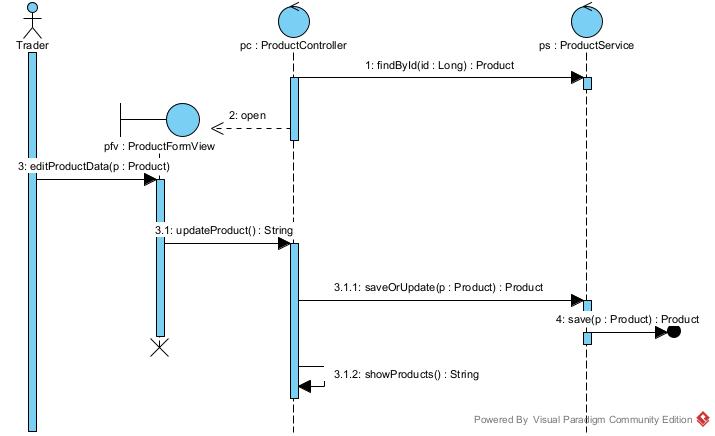 Trader
pc : ProductController
ps : ProductService
1: findById(id : Long) : Product
2: open
pfv : ProductFormView
3: editProductData(p : Product)
3.1: updateProduct() : String
3.1.1: saveOrUpdate(p : Product) : Product
4: save(p : Product) : Product
3.1.2: showProducts() : String
Powered By Visual Paradigm Community Edition